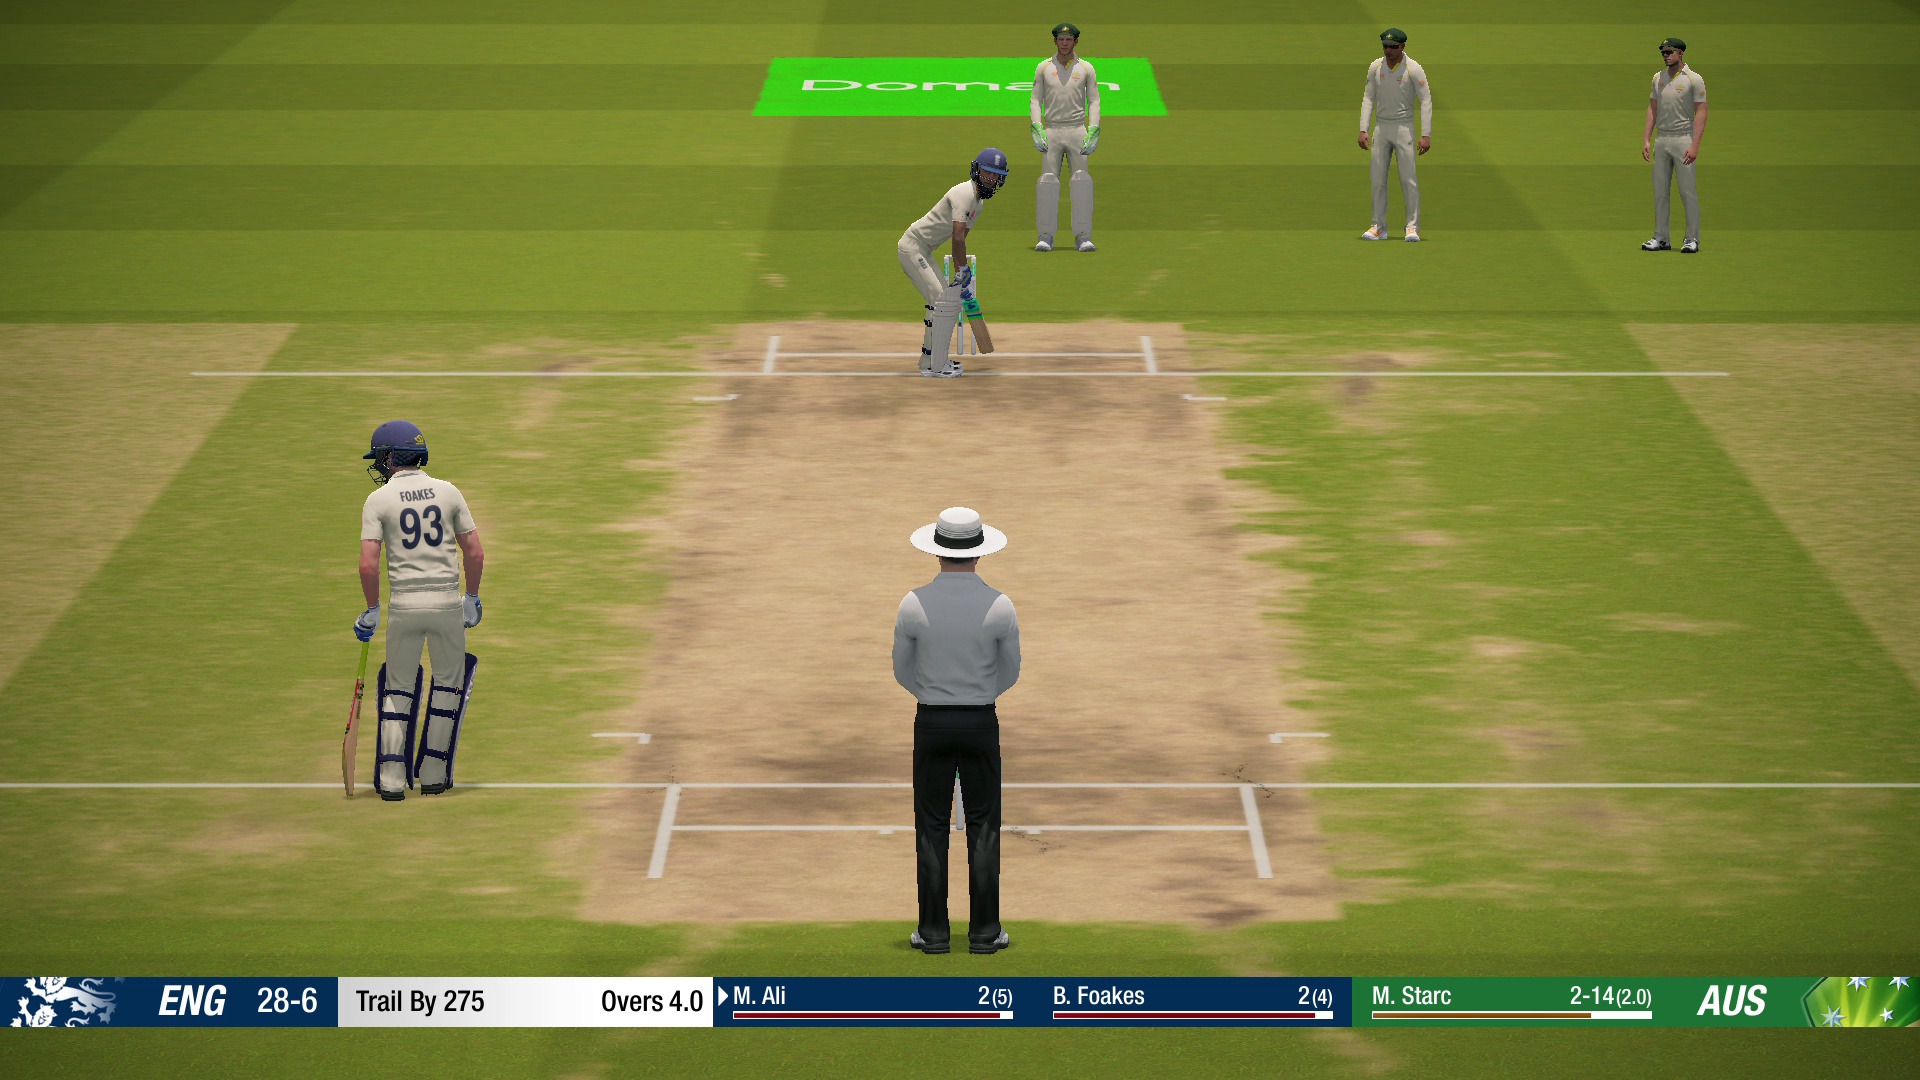 Domain
FOAKES
93
ENG 28-6 Trail By 275 Overs 4.0 M. Ali 2(5) B. Foakes 2(4) M. Starc 2-14(2.0) AUS